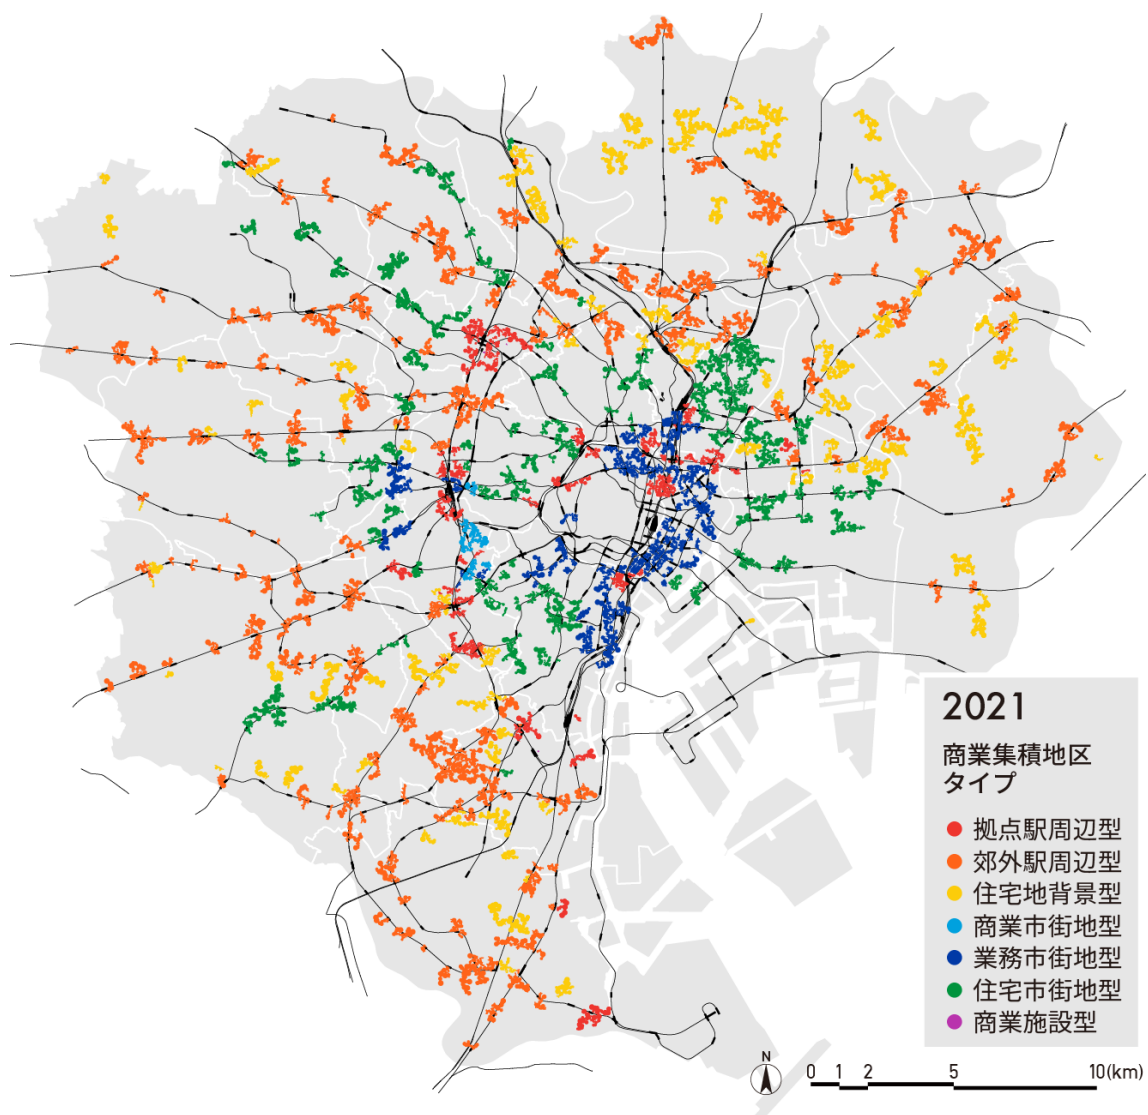 2021
商業集積地区
タイプ
拠点駅周辺型
郊外駅周辺型
住宅地背景型
商業市街地型
業務市街地型
住宅市街地型
商業施設型
N
0 1 2 5 10(km)